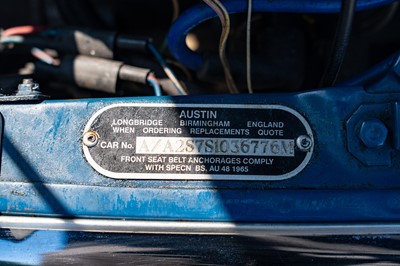 AUSTIN
LONGBRIDGE BIRMINGHAM ENGLAND
WHEN ORDERING REPLACEMENTS QUOTE
CAR No. A/A2S7S1036776M
FRONT SEAT BELT ANCHORAGES COMPLY
WITH SPECN BS. AU 48 1965